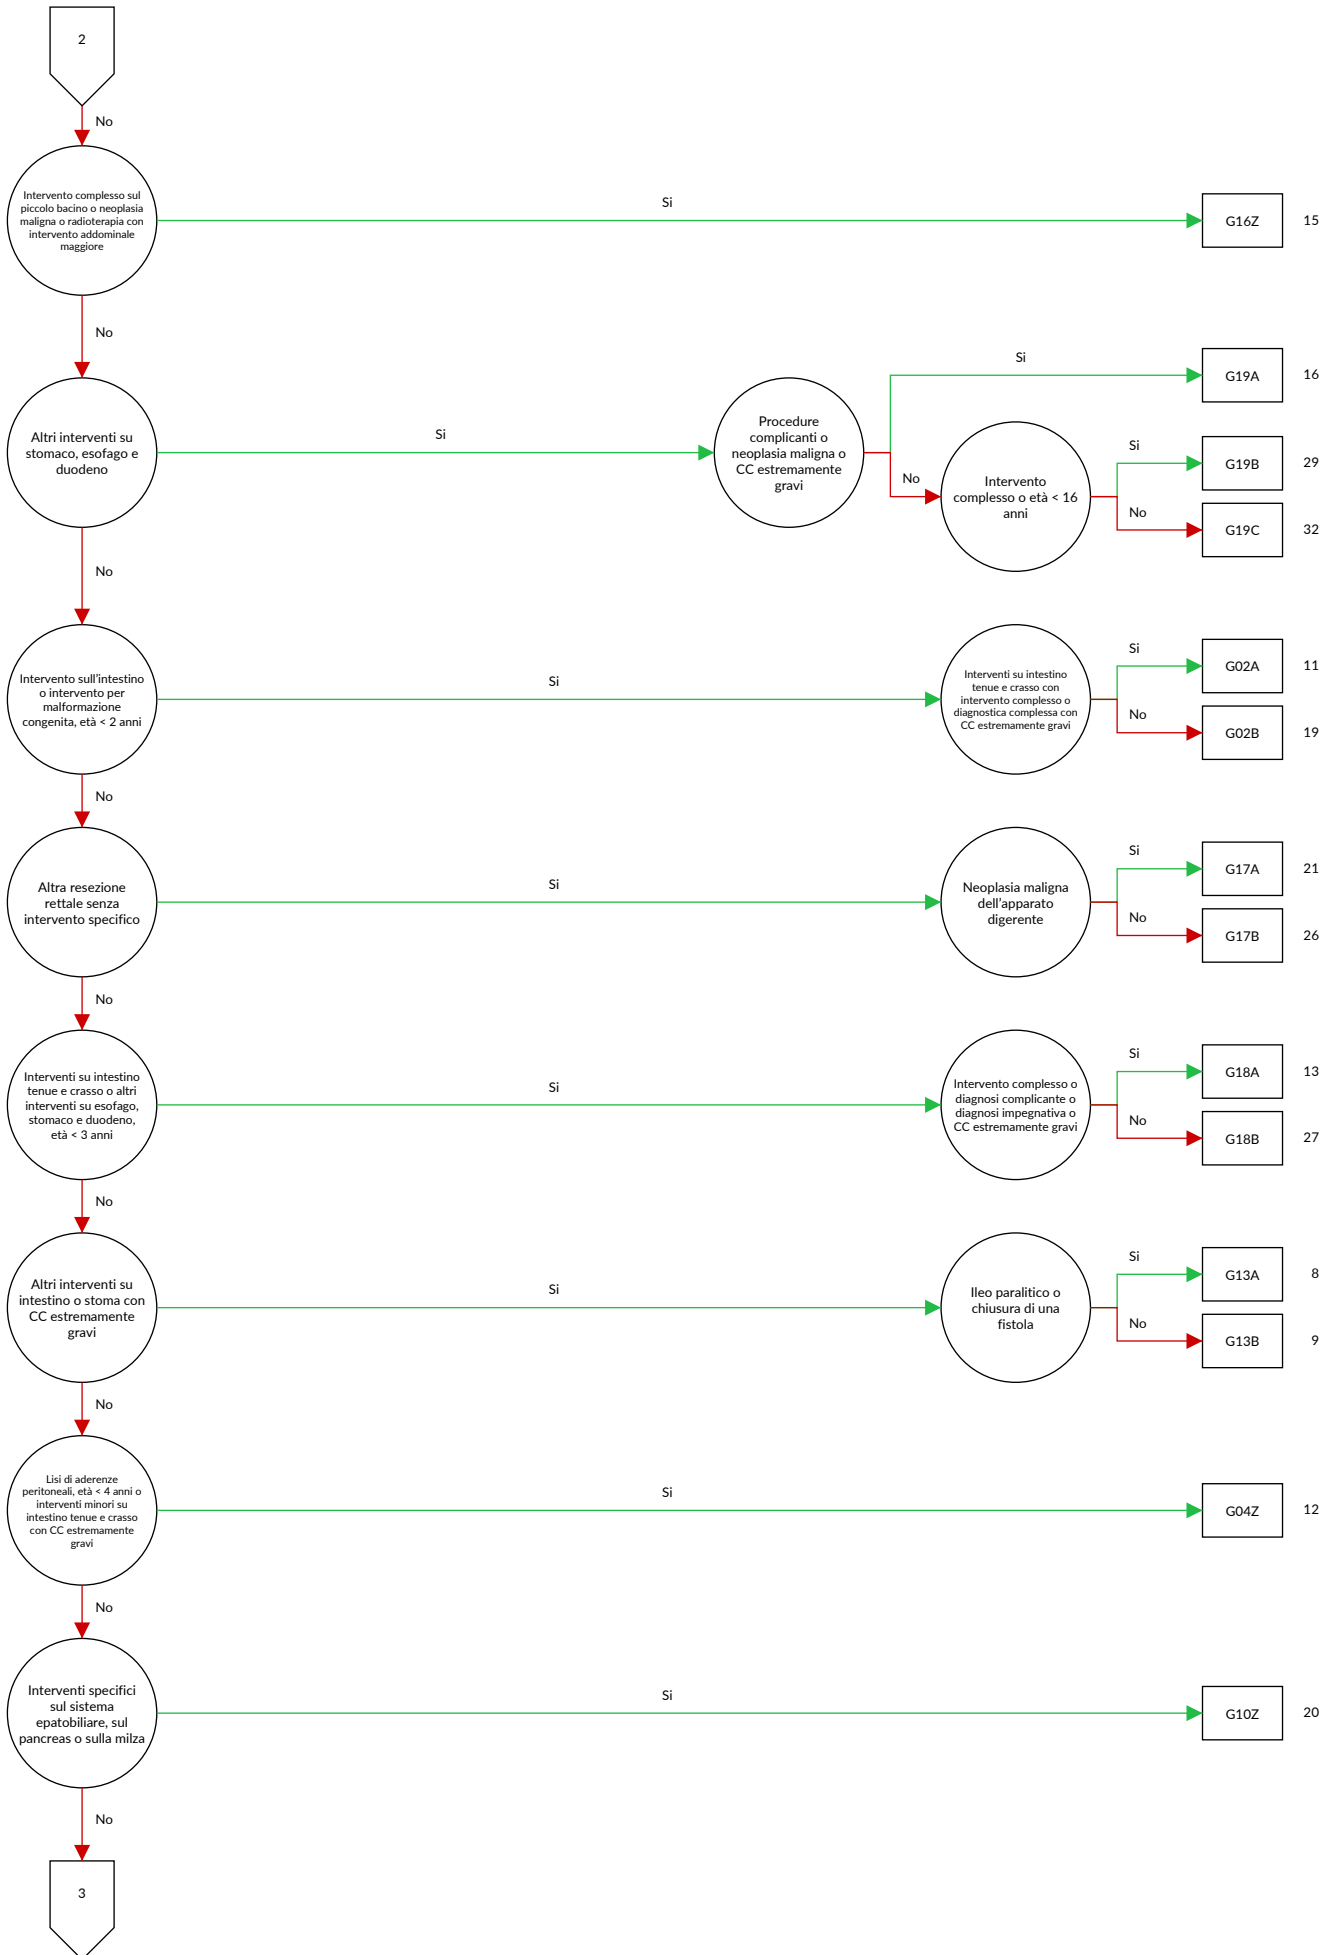 2
No
Intervento complesso sul
piccolo bacino o neoplasia
maligna o radioterapia con
intervento addominale
maggiore
Si
G16Z
15
No
Altri interventi su
stomaco, esofago e
duodeno
Si
Procedure
complicanti o
neoplasia maligna o
CC estremamente
gravi
Si
G19A
16
No
Intervento
complesso o età < 16
anni
Si
G19B
29
No
G19C
32
No
Intervento sull'intestino
o intervento per
malformazione
congenita, età < 2 anni
Si
Interventi su intestino
tenue e crasso con
intervento complesso o
diagnostica complessa con
CC estremamente gravi
Si
G02A
11
No
G02B
19
No
Altra resezione
rettale senza
intervento specifico
Si
Neoplasia maligna
dell'apparato
digerente
Si
G17A
21
No
G17B
26
No
Interventi su intestino
tenue e crasso o altri
interventi su esofago,
stomaco e duodeno,
età < 3 anni
Si
Intervento complesso o
diagnosi complicante o
diagnosi impegnativa o
CC estremamente gravi
Si
G18A
13
No
G18B
27
No
Altri interventi su
intestino o stoma con
CC estremamente
gravi
Si
Ileo paralitico o
chiusura di una
fistola
Si
G13A
8
No
G13B
9
No
Lisi di aderenze
peritoneali, età < 4 anni o
interventi minori su
intestino tenue e crasso
con CC estremamente
gravi
Si
G04Z
12
No
Interventi specifici
sul sistema
epatobiliare, sul
pancreas o sulla milza
Si
G10Z
20
No
3